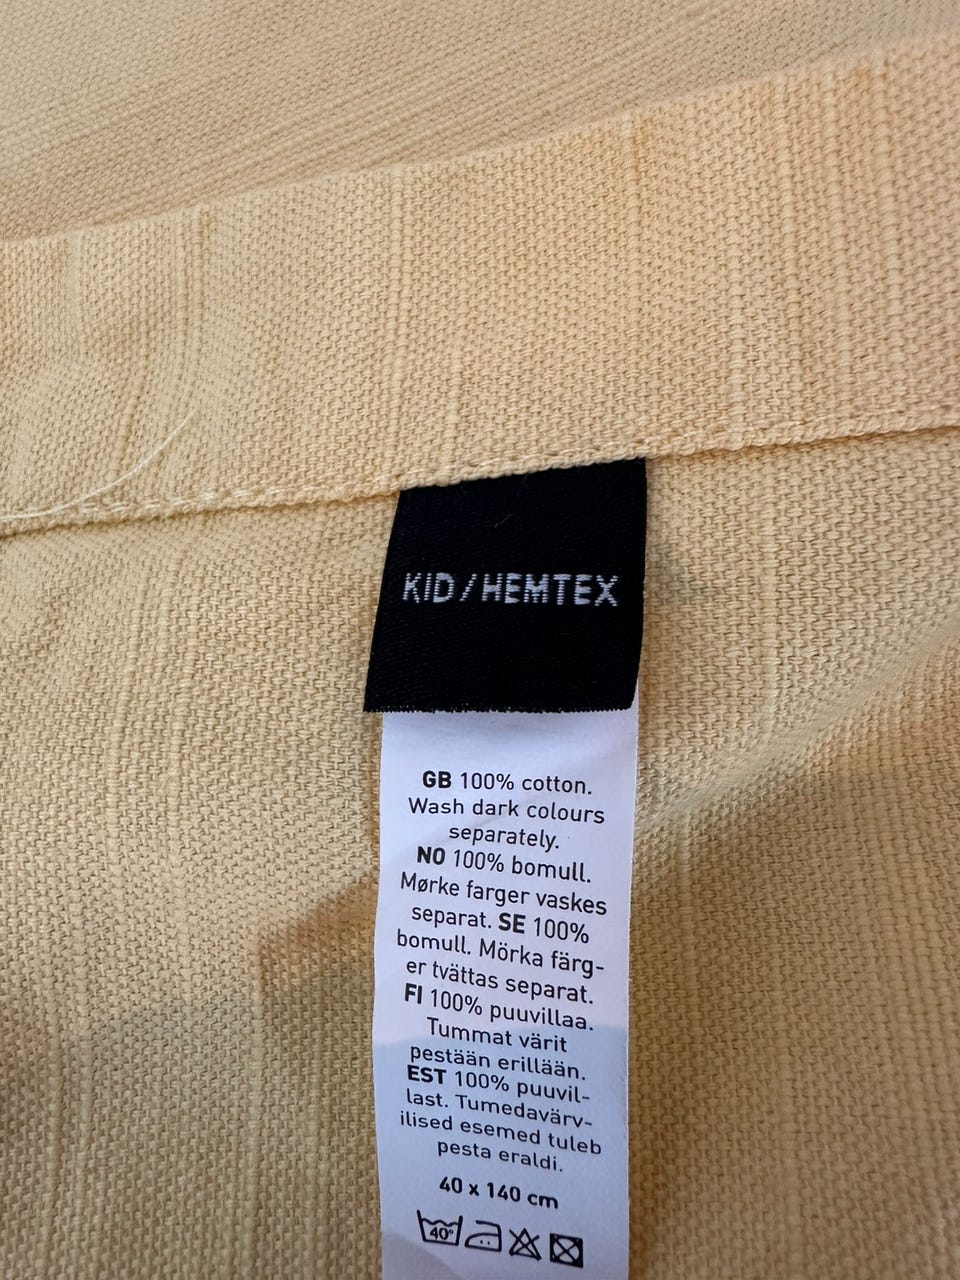 KID/HEMTEX
GB 100% cotton.
Wash dark colours
separately.
NO 100% bomull.
Mørke farger vaskes
separat. SE 100%
bomull. Mörka färg-
er tvättas separat.
FI 100% puuvillaa.
Tummat värit
pestään erillään.
EST 100% puuvil-
last. Tumedavärv-
ilised esemed tuleb
pesta eraldi.
40 x 140 cm
40°